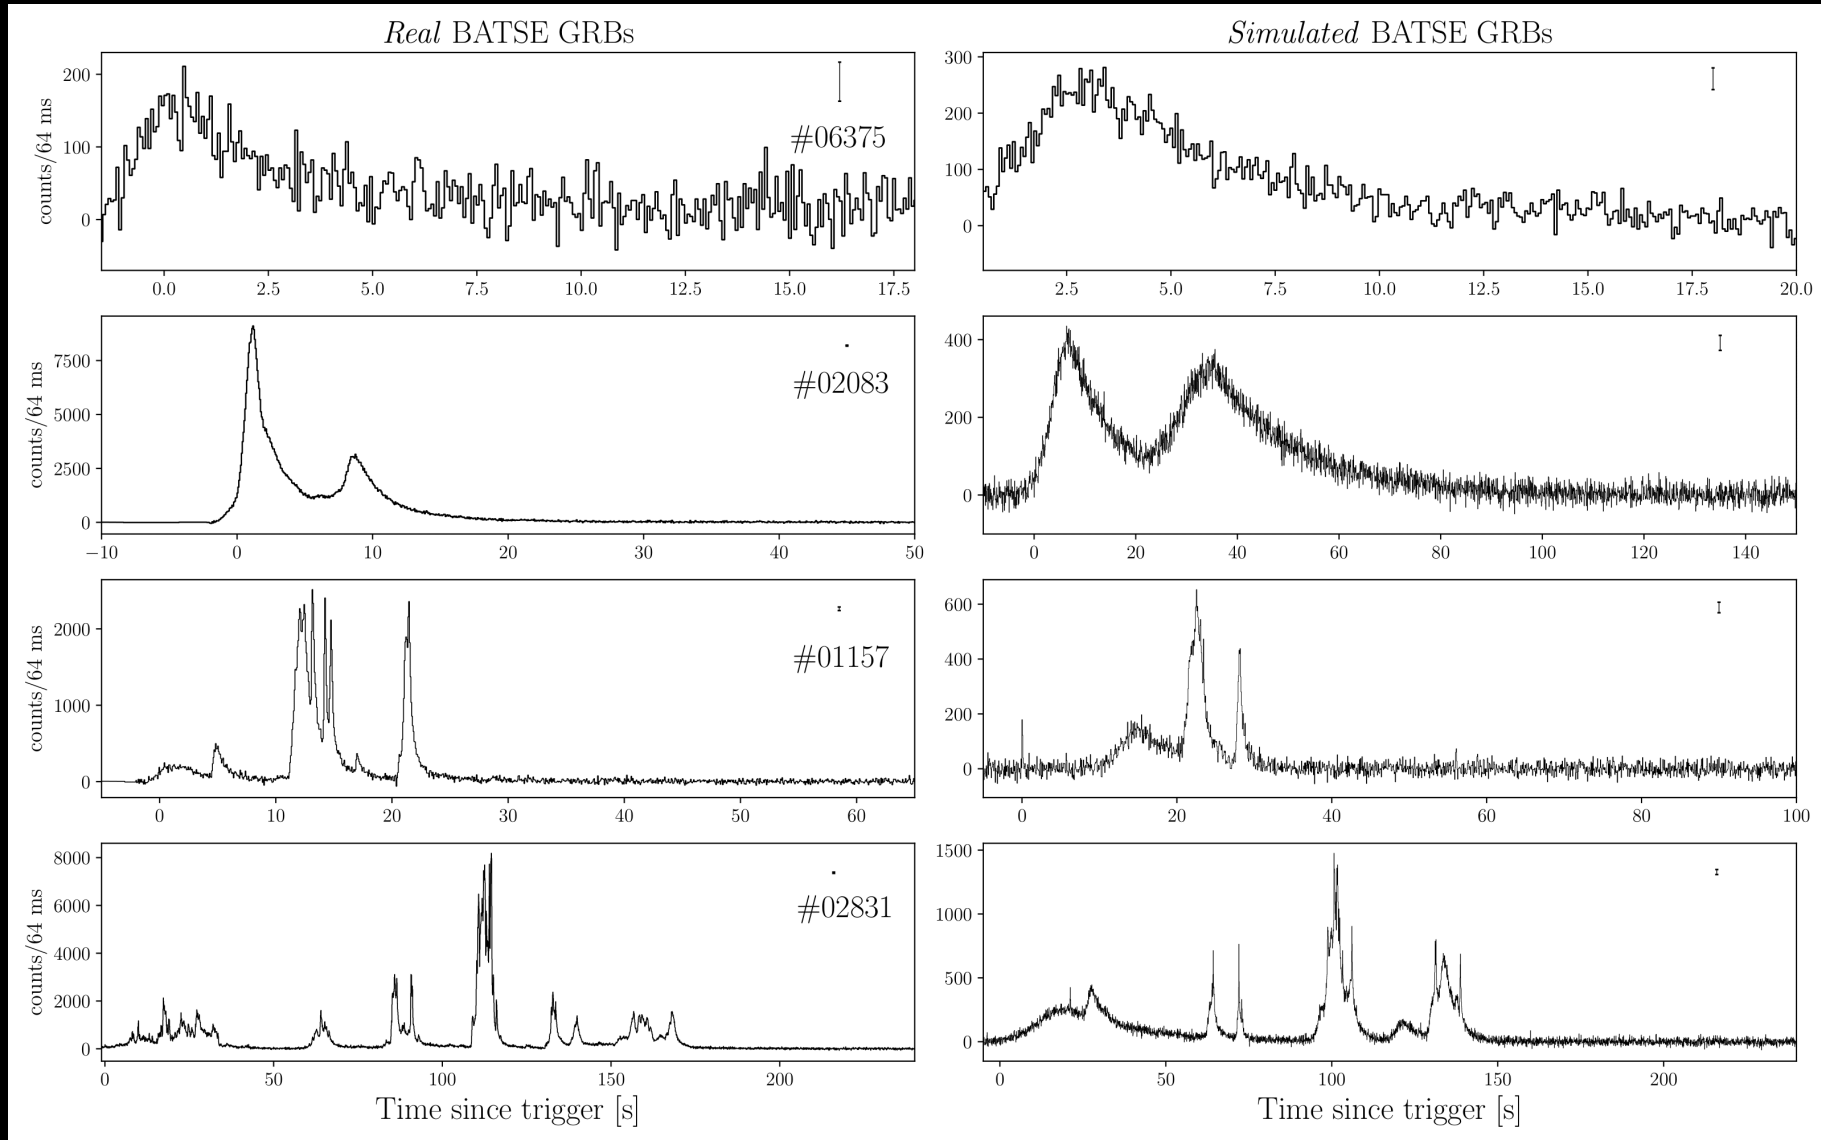 Real BATSE GRBs
Simulated BATSE GRBs
counts/64 ms
200
100
0
#06375
0.0 2.5 5.0 7.5 10.0 12.5 15.0 17.5
300
200
100
0
2.5 5.0 7.5 10.0 12.5 15.0 17.5 20.0
counts/64 ms
7500
5000
2500
0
#02083
−10 0 10 20 30 40 50
400
200
0
0 20 40 60 80 100 120 140
counts/64 ms
2000
1000
0
#01157
0 10 20 30 40 50 60
600
400
200
0
0 20 40 60 80 100
counts/64 ms
8000
6000
4000
2000
0
#02831
0 50 100 150 200
Time since trigger [s]
1500
1000
500
0
0 50 100 150 200
Time since trigger [s]